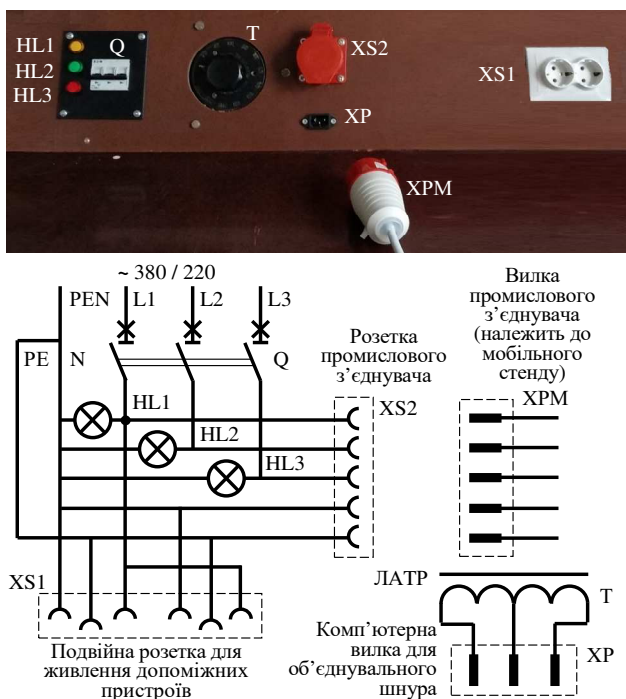 HL1
Q
T
XS2
HL2
XS1
HL3
XP
XPM
~ 380 / 220
PEN
L1
L2
L3
PE
N
Q
HL1
HL2
HL3
Розетка
промислового
з’єднувача
XS2
Вилка
промислового
з’єднувача
(належить до
мобільного
стенду)
XPM
XS1
Подвійна розетка для
живлення допоміжних
пристроїв
ЛАТР
T
Комп’ютерна
вилка для
об’єднувального
шнура
XP